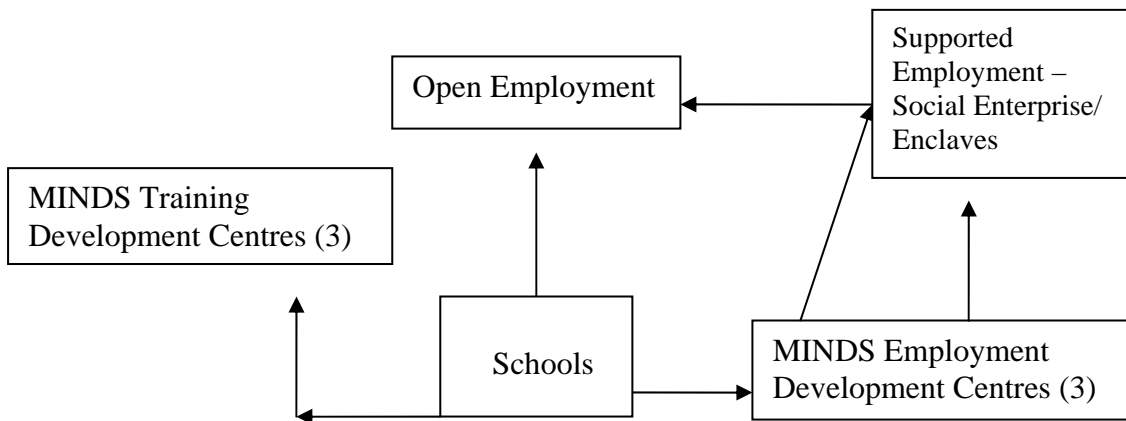 Supported
Employment –
Social Enterprise/
Enclaves
Open Employment
MINDS Training
Development Centres (3)
Schools
MINDS Employment
Development Centres (3)